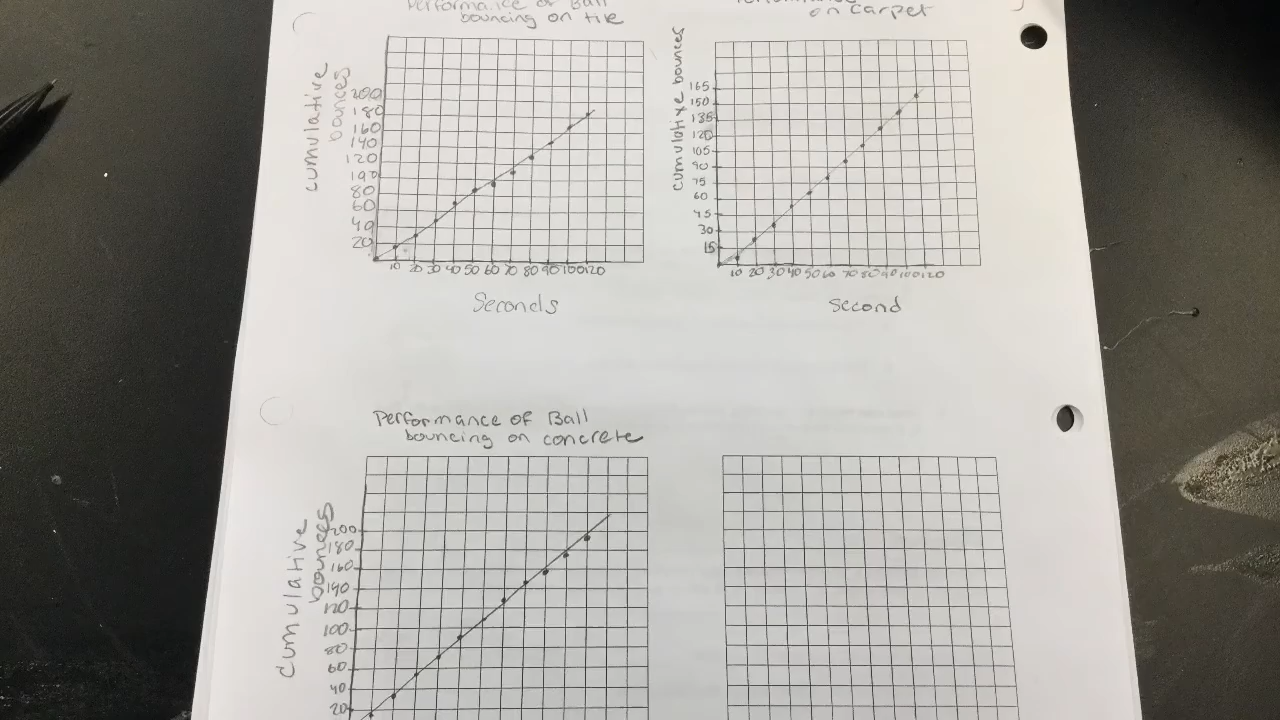 Performance of Ball
bouncing on tile
cumulative
bounces
200
180
160
140
120
100
80
60
40
20
10 20 30 40 50 60 70 80 90 100 120
Seconds
on carpet
cumulative bounces
165
150
135
120
105
90
75
60
45
30
15
10 20 30 40 50 60 70 80 90 100 120
Second
Performance of Ball
bouncing on concrete
cumulative
bounces
200
180
160
140
120
100
80
60
40
20